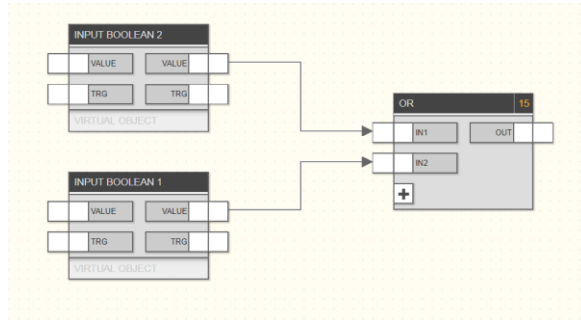 INPUT BOOLEAN 2
VALUE VALUE
TRG TRG
VIRTUAL OBJECT
OR 15
IN1 OUT
IN2
+
INPUT BOOLEAN 1
VALUE VALUE
TRG TRG
VIRTUAL OBJECT